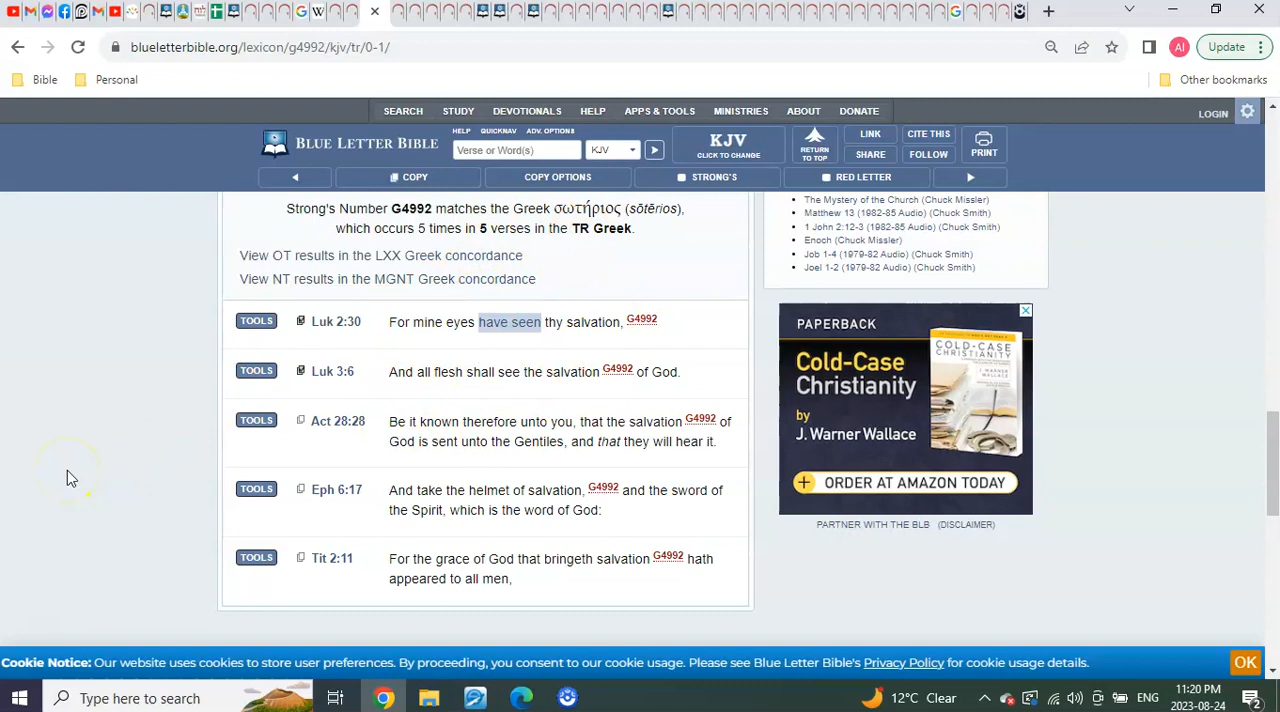 blueletterbible.org/lexicon/g4992/kjv/tr/0-1/
AI
Update
Bible
Personal
Other bookmarks
SEARCH STUDY DEVOTIONALS HELP APPS & TOOLS MINISTRIES ABOUT DONATE
LOGIN
BLUE LETTER BIBLE
HELP QUICKNAV ADV. OPTIONS
Verse or Word(s)
KJV
KJV
CLICK TO CHANGE
RETURN
TO TOP
LINK
CITE THIS
SHARE
FOLLOW
PRINT
COPY
COPY OPTIONS
STRONG'S
RED LETTER
Strong's Number G4992 matches the Greek σωτήριος (sōtērios),
which occurs 5 times in 5 verses in the TR Greek.
View OT results in the LXX Greek concordance
View NT results in the MGNT Greek concordance
TOOLS Luk 2:30 For mine eyes have seen thy salvation, G4992
TOOLS Luk 3:6 And all flesh shall see the salvation G4992 of God.
TOOLS Act 28:28 Be it known therefore unto you, that the salvation G4992 of
God is sent unto the Gentiles, and that they will hear it.
TOOLS Eph 6:17 And take the helmet of salvation, G4992 and the sword of
the Spirit, which is the word of God:
TOOLS Tit 2:11 For the grace of God that bringeth salvation G4992 hath
appeared to all men,
The Mystery of the Church (Chuck Missler)
Matthew 13 (1982-85 Audio) (Chuck Smith)
1 John 2:12-3 (1982-85 Audio) (Chuck Smith)
Enoch (Chuck Missler)
Job 1-4 (1979-82 Audio) (Chuck Smith)
Joel 1-2 (1979-82 Audio) (Chuck Smith)
PAPERBACK
Cold-Case
Christianity
by
J. Warner Wallace
COLD-CASE
CHRISTIANITY
ORDER AT AMAZON TODAY
PARTNER WITH THE BLB (DISCLAIMER)
Cookie Notice: Our website uses cookies to store user preferences. By proceeding, you consent to our cookie usage. Please see Blue Letter Bible's Privacy Policy for cookie usage details.
OK
Type here to search
12°C Clear
ENG
11:20 PM
2023-08-24
2